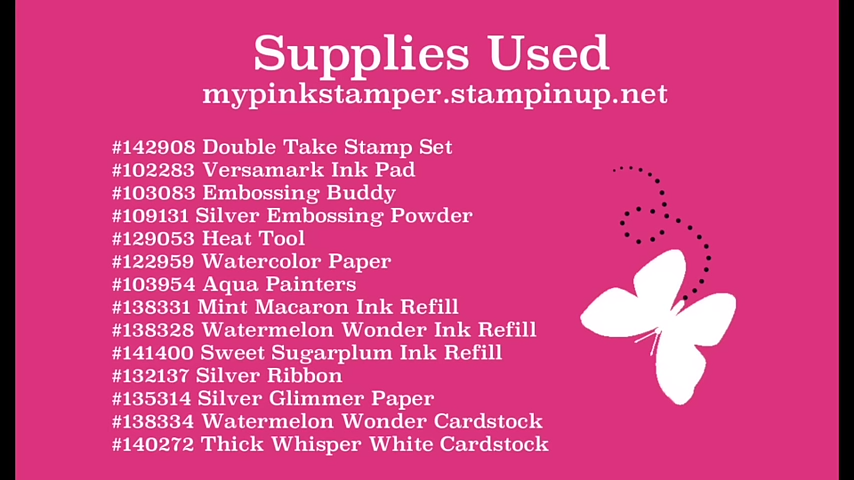 Supplies Used
mypinkstamper.stampinup.net
#142908 Double Take Stamp Set
#102283 Versamark Ink Pad
#103083 Embossing Buddy
#109131 Silver Embossing Powder
#129053 Heat Tool
#122959 Watercolor Paper
#103954 Aqua Painters
#138331 Mint Macaron Ink Refill
#138328 Watermelon Wonder Ink Refill
#141400 Sweet Sugarplum Ink Refill
#132137 Silver Ribbon
#135314 Silver Glimmer Paper
#138334 Watermelon Wonder Cardstock
#140272 Thick Whisper White Cardstock